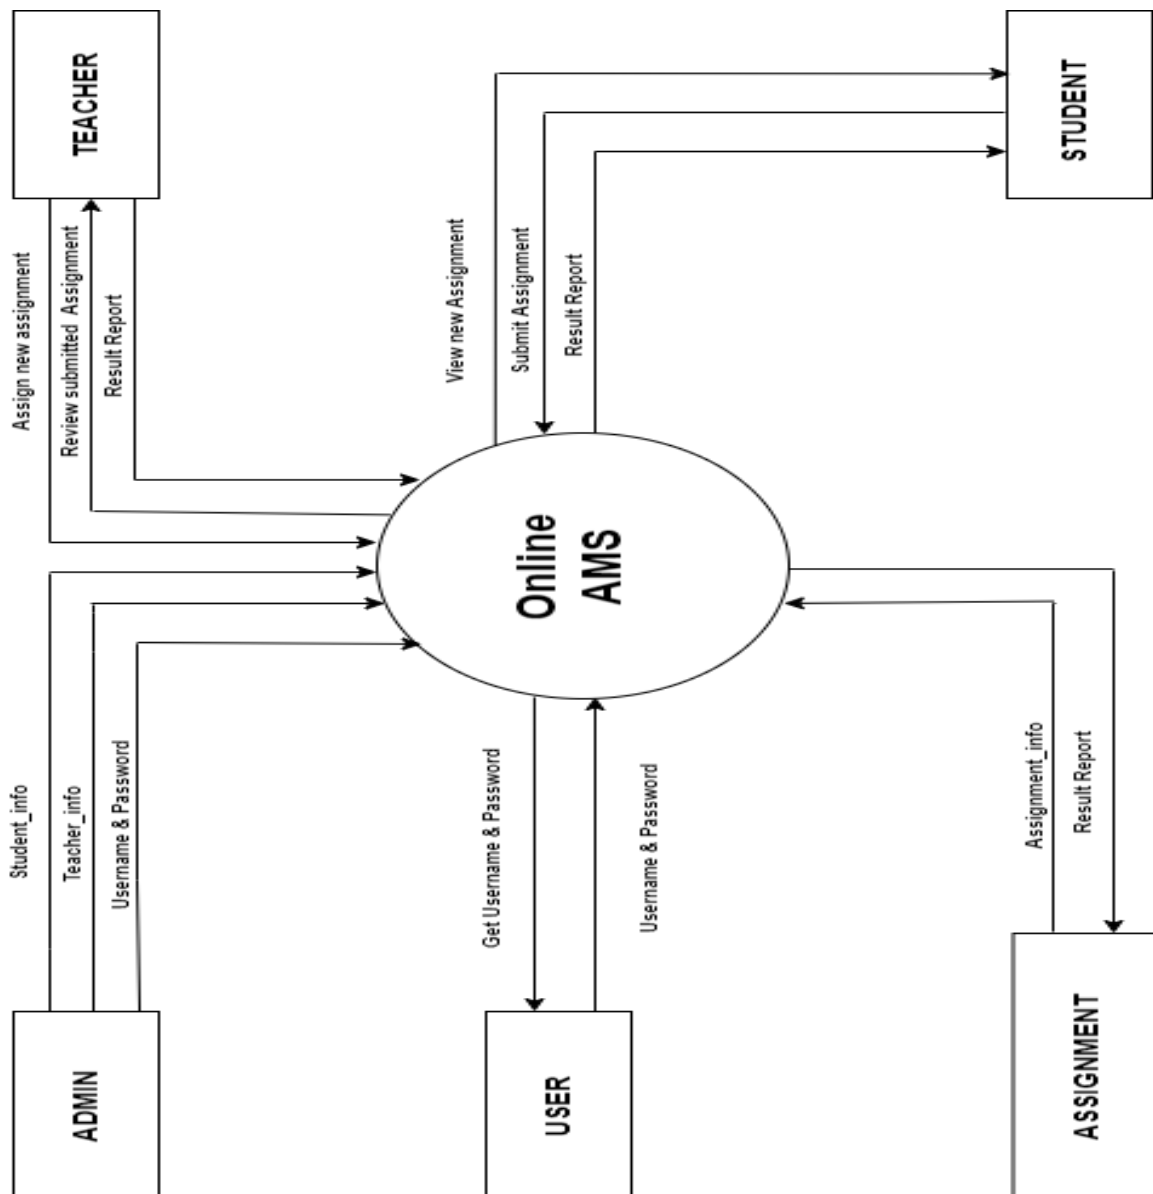 ADMIN
Student_info
Teacher_info
Username & Password
TEACHER
Assign new assignment
Review submitted Assignment
Result Report
USER
Get Username & Password
Username & Password
Online
AMS
View new Assignment
Submit Assignment
Result Report
STUDENT
ASSIGNMENT
Assignment_info
Result Report